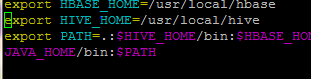 export HBASE_HOME=/usr/local/hbase
export HIVE_HOME=/usr/local/hive
export PATH=.:$HIVE_HOME/bin:$HBASE_HOM
JAVA_HOME/bin:$PATH